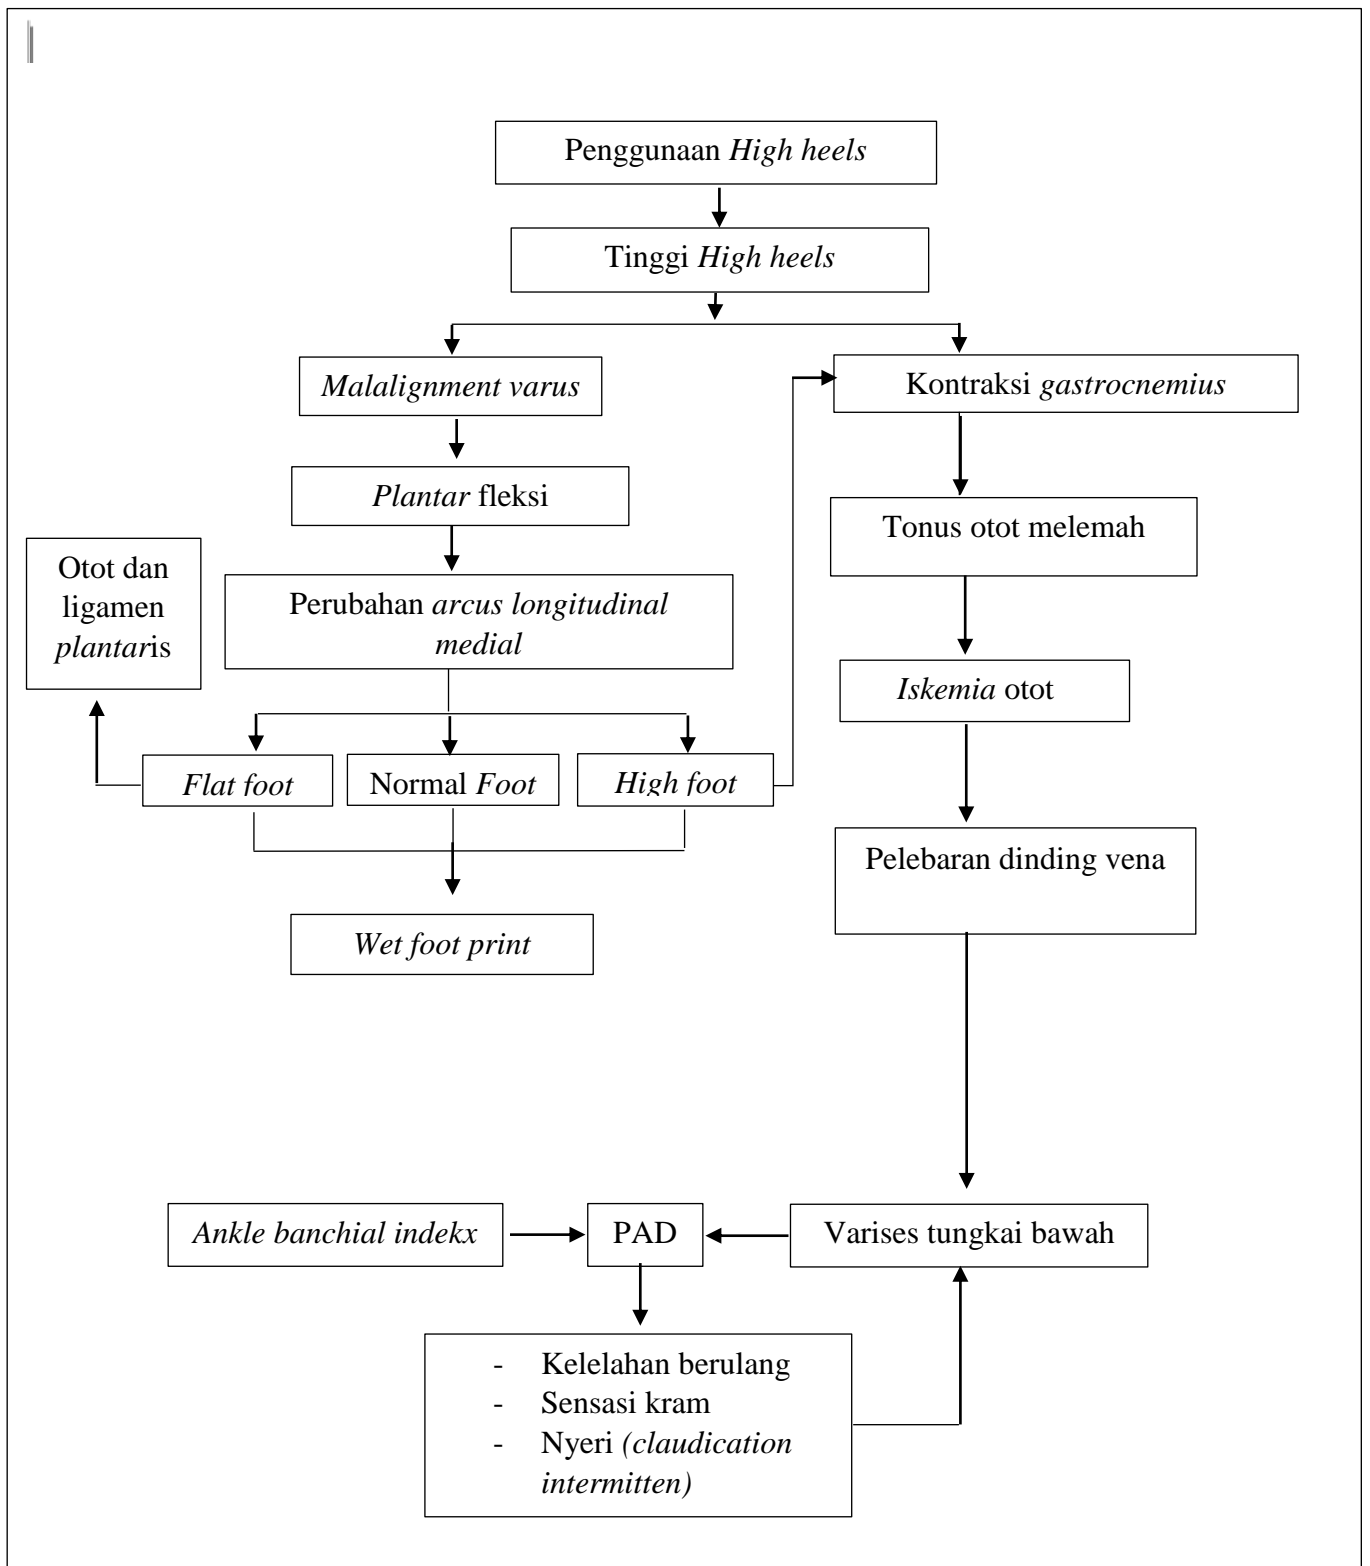 Penggunaan High heels
Tinggi High heels
Malalignment varus
Kontraksi gastrocnemius
Plantar fleksi
Tonus otot melemah
Otot dan
ligamen
plantaris
Perubahan arcus longitudinal
medial
Iskemia otot
Flat foot
Normal Foot
High foot
Pelebaran dinding vena
Wet foot print
Ankle banchial indekx
PAD
Varises tungkai bawah
- Kelelahan berulang
- Sensasi kram
- Nyeri (claudication
intermitten)